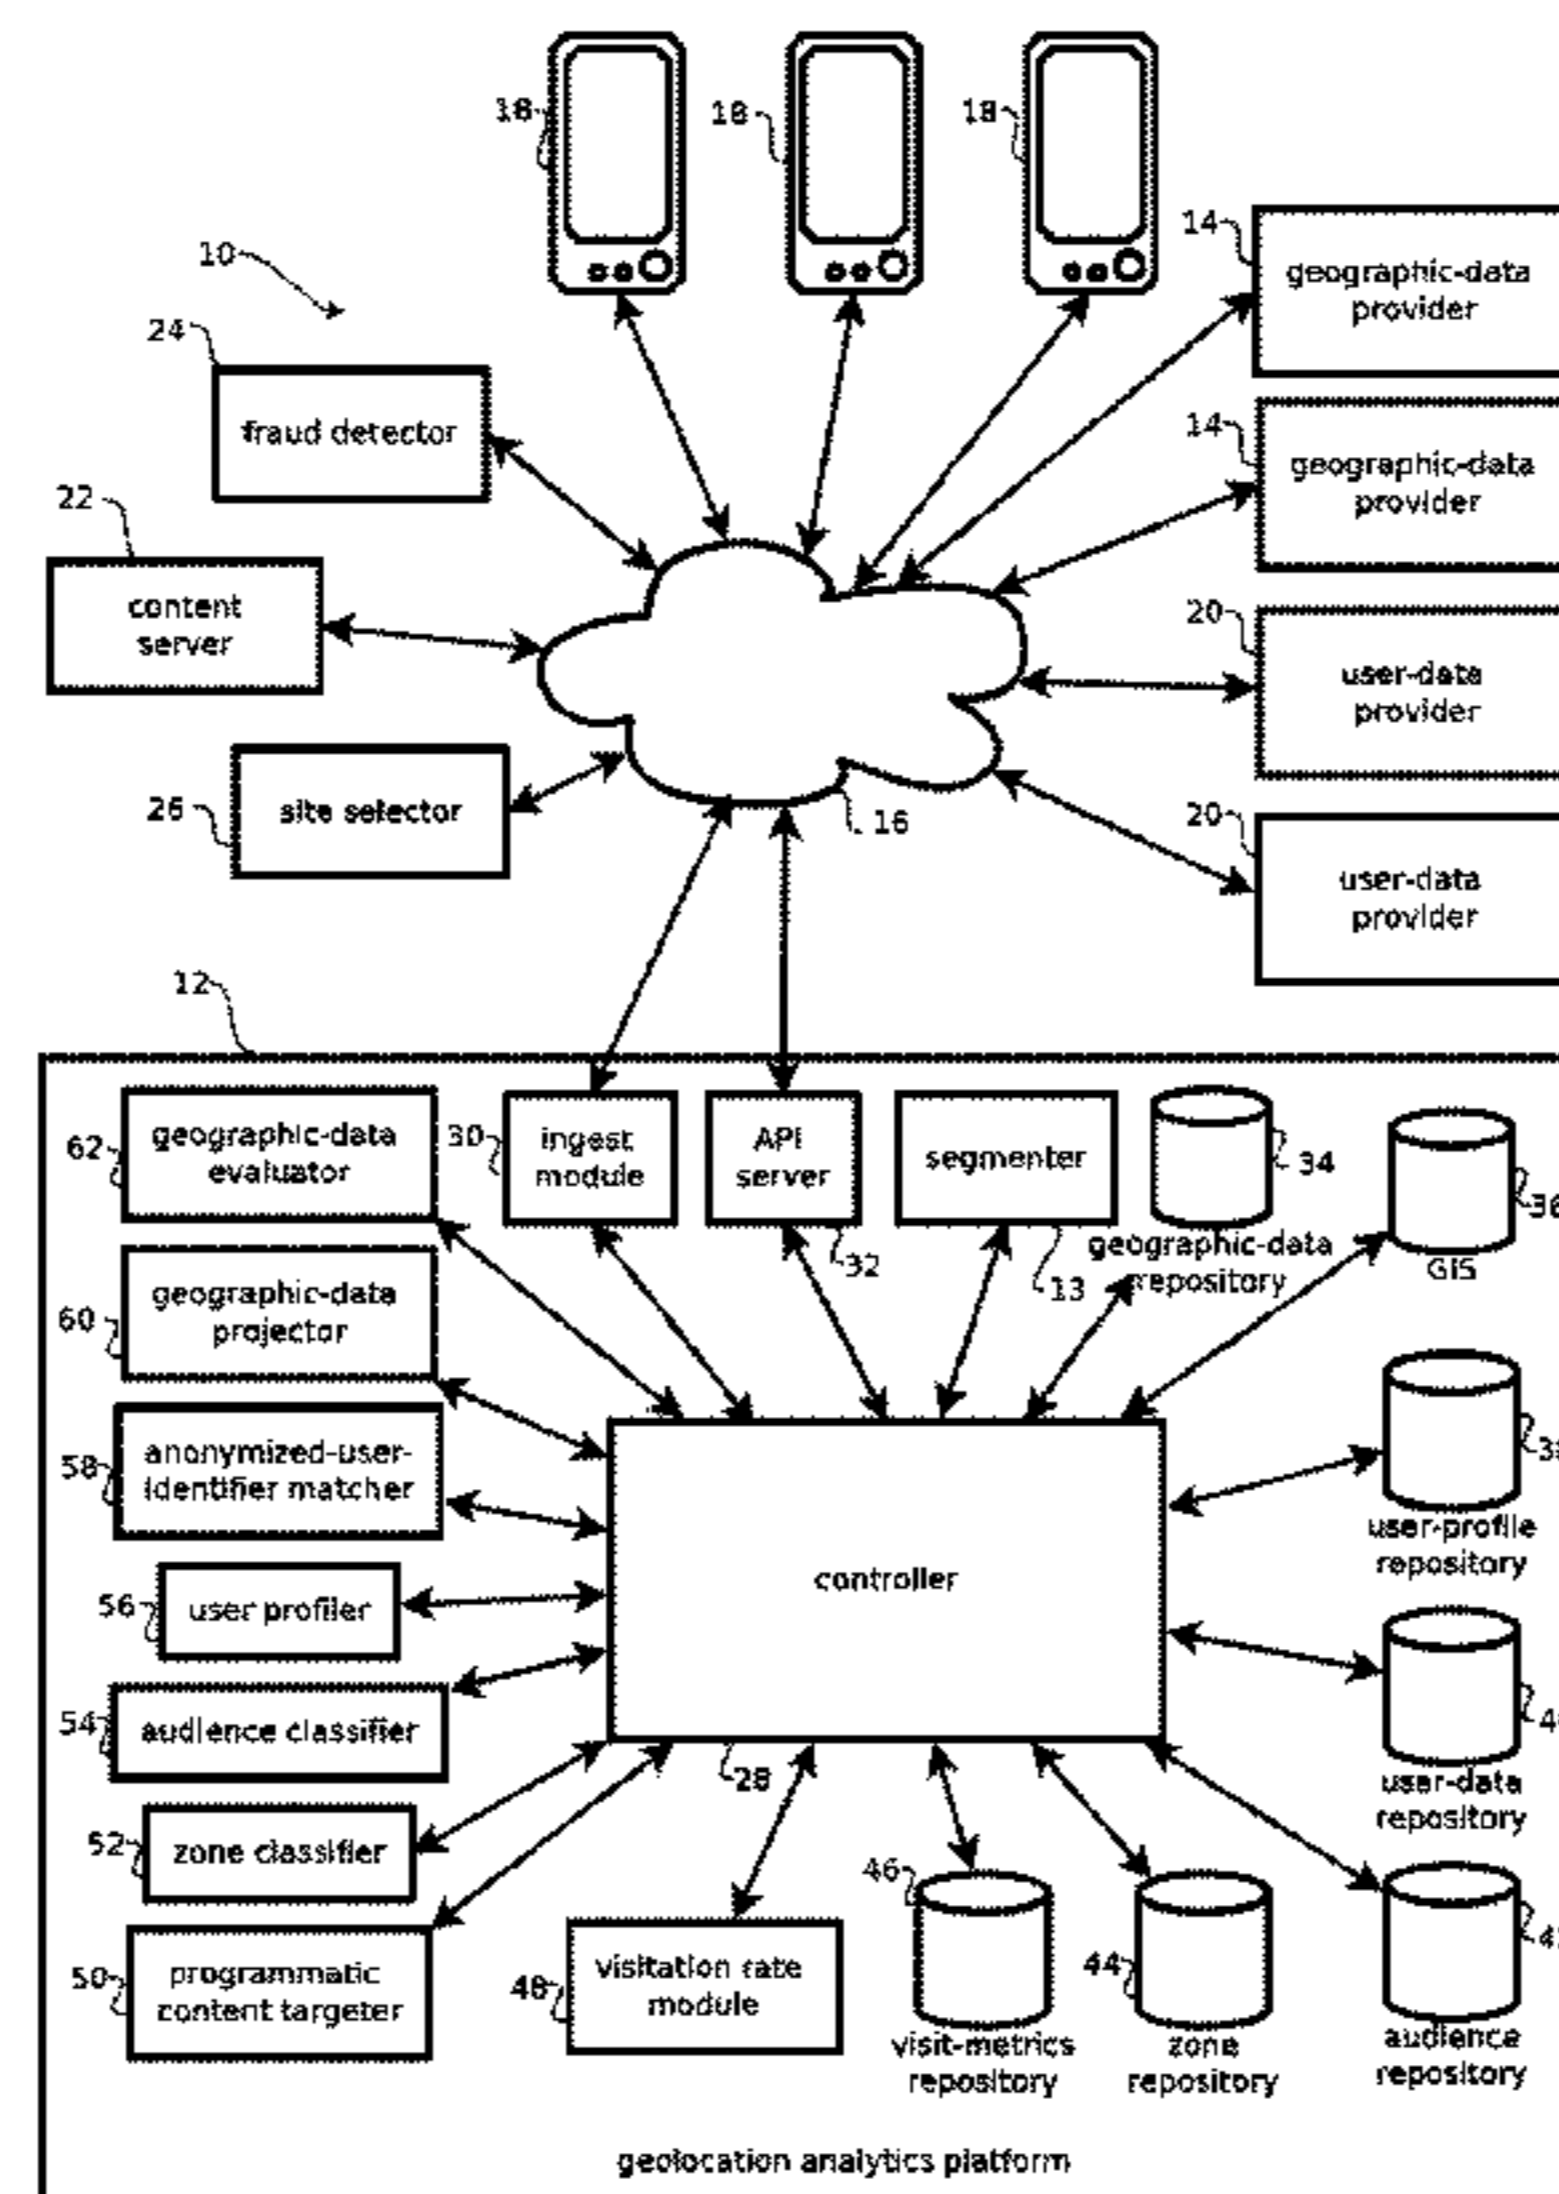 18
18
18
10
14
geographic-data
provider
24
fraud detector
14
geographic-data
provider
22
content
server
20
user-data
provider
26
site selector
16
20
user-data
provider
12
62
geographic-data
evaluator
30
ingest
module
API
server
32
segmenter
13
34
geographic-data
repository
36
GIS
60
geographic-data
projector
58
anonymized-user-
identifier matcher
controller
28
user-profile
repository
56
user profiler
54
audience classifier
user-data
repository
52
zone classifier
50
programmatic
content targeter
48
visitation rate
module
46
visit-metrics
repository
44
zone
repository
audience
repository
geolocation analytics platform